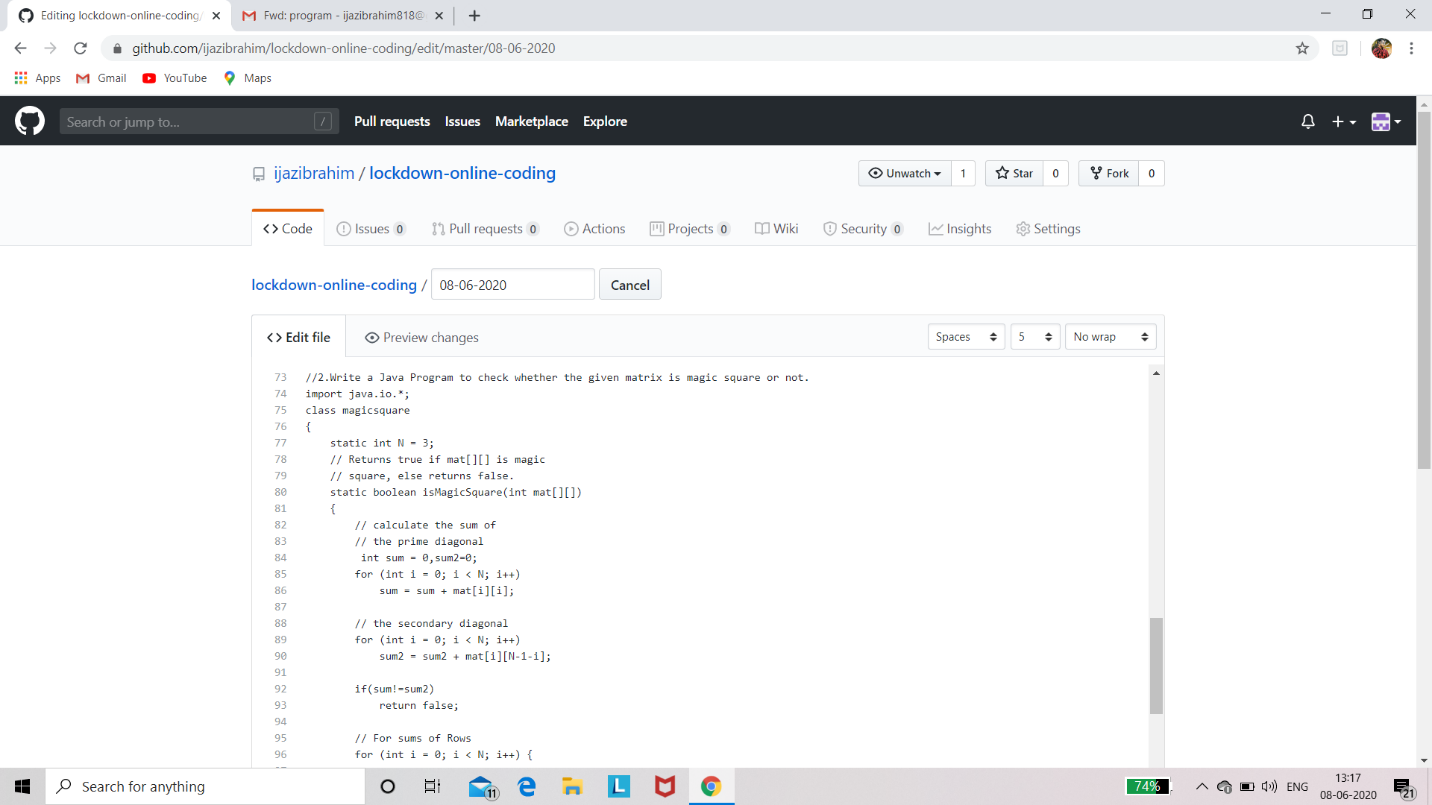 Editing lockdown-online-coding/
Fwd: program - ijazibrahim818@
github.com/ijazibrahim/lockdown-online-coding/edit/master/08-06-2020
Apps Gmail YouTube Maps
Search or jump to... / Pull requests Issues Marketplace Explore
ijazibrahim / lockdown-online-coding
Unwatch 1 Star 0 Fork 0
Code Issues 0 Pull requests 0 Actions Projects 0 Wiki Security 0 Insights Settings
lockdown-online-coding / 08-06-2020 Cancel
<> Edit file Preview changes Spaces 5 No wrap
73 //2.Write a Java Program to check whether the given matrix is magic square or not.
74 import java.io.*;
75 class magicsquare
76 {
77 static int N = 3;
78 // Returns true if mat[][] is magic
79 // square, else returns false.
80 static boolean isMagicSquare(int mat[][])
81 {
82 // calculate the sum of
83 // the prime diagonal
84 int sum = 0,sum2=0;
85 for (int i = 0; i < N; i++)
86 sum = sum + mat[i][i];
87
88 // the secondary diagonal
89 for (int i = 0; i < N; i++)
90 sum2 = sum2 + mat[i][N-1-i];
91
92 if(sum!=sum2)
93 return false;
94
95 // For sums of Rows
96 for (int i = 0; i < N; i++) {
Search for anything
11
74%
ENG
13:17
08-06-2020
21